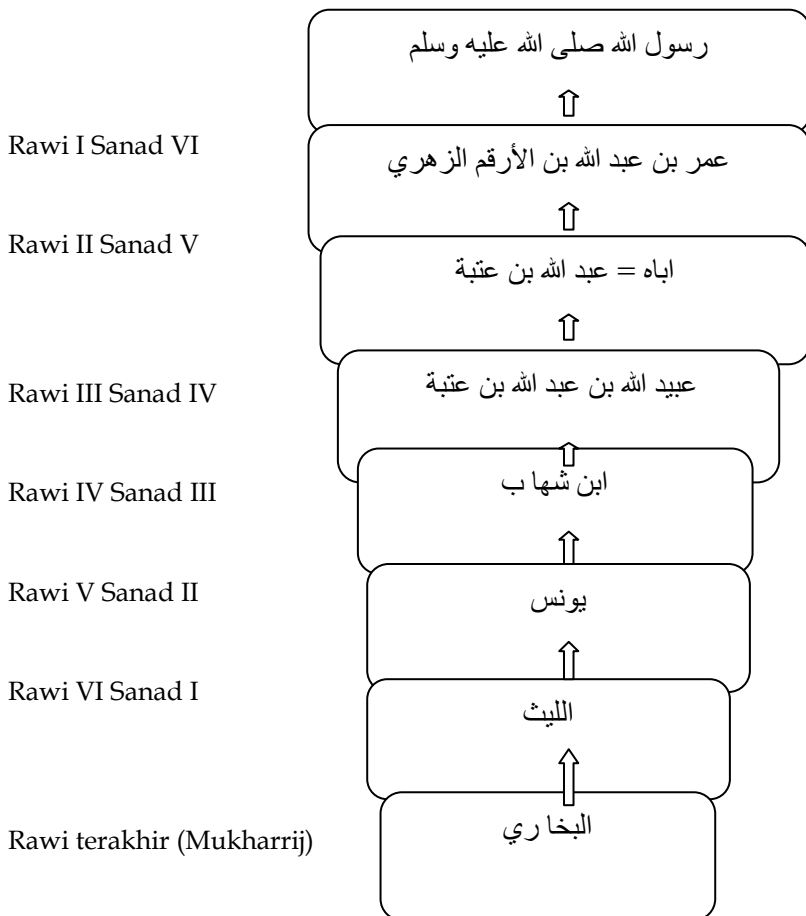 رسول الله صلى الله عليه وسلم
Rawi I Sanad VI
عمر بن عبد الله بن الأرقم الزهري
Rawi II Sanad V
اباه = عبد الله بن عتبة
Rawi III Sanad IV
عبيد الله بن عبد الله بن عتبة
Rawi IV Sanad III
ابن شها ب
Rawi V Sanad II
يونس
Rawi VI Sanad I
الليث
Rawi terakhir (Mukharrij)
البخا ري